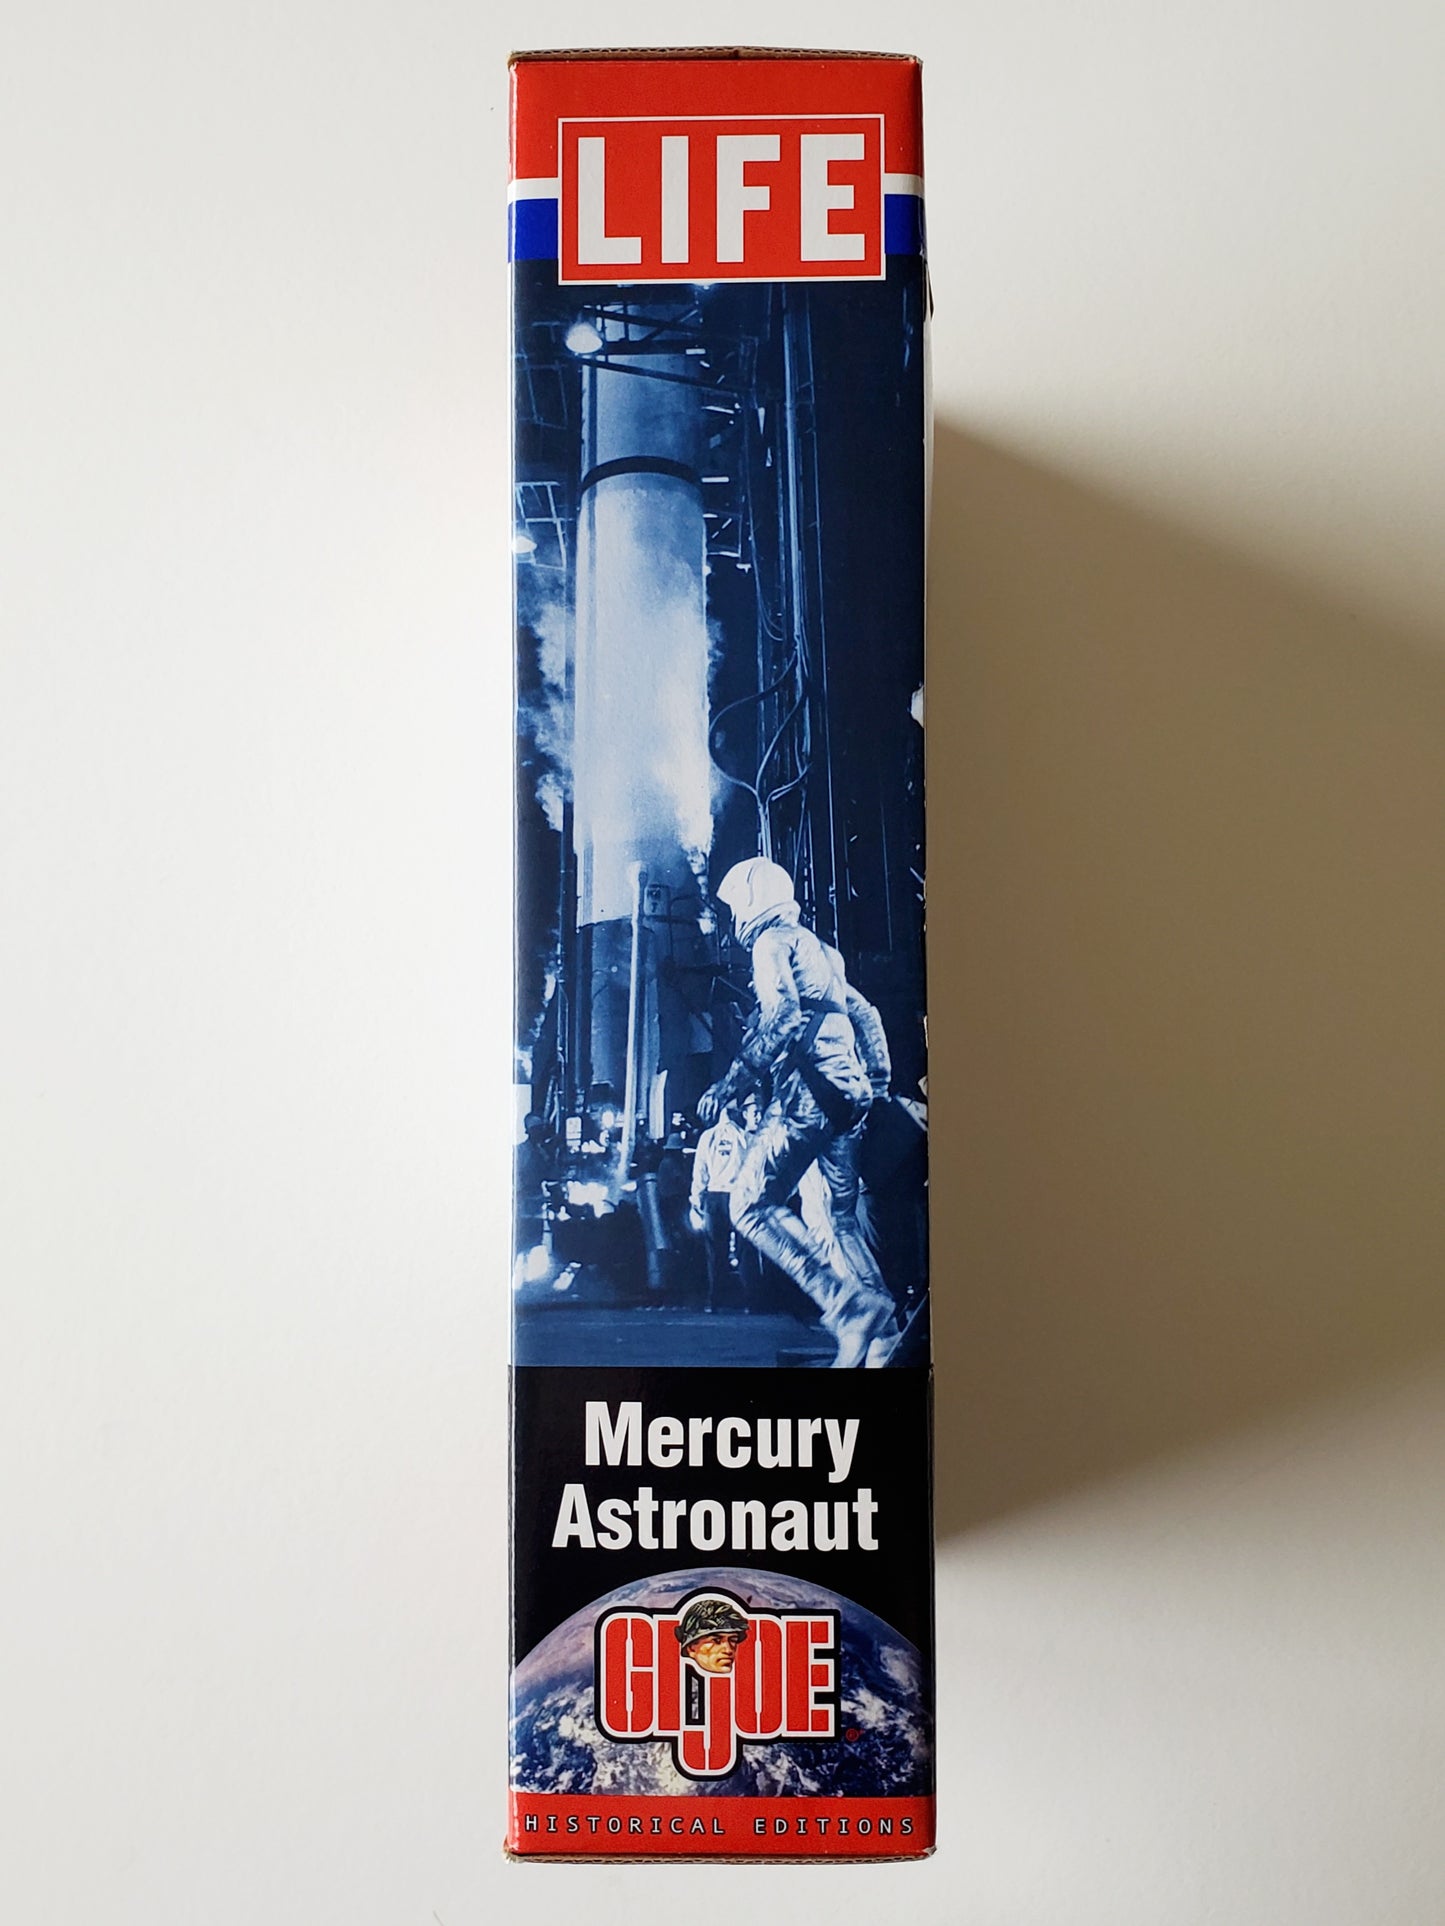 LIFE
Mercury
Astronaut
GI JOE
®
HISTORICAL EDITIONS